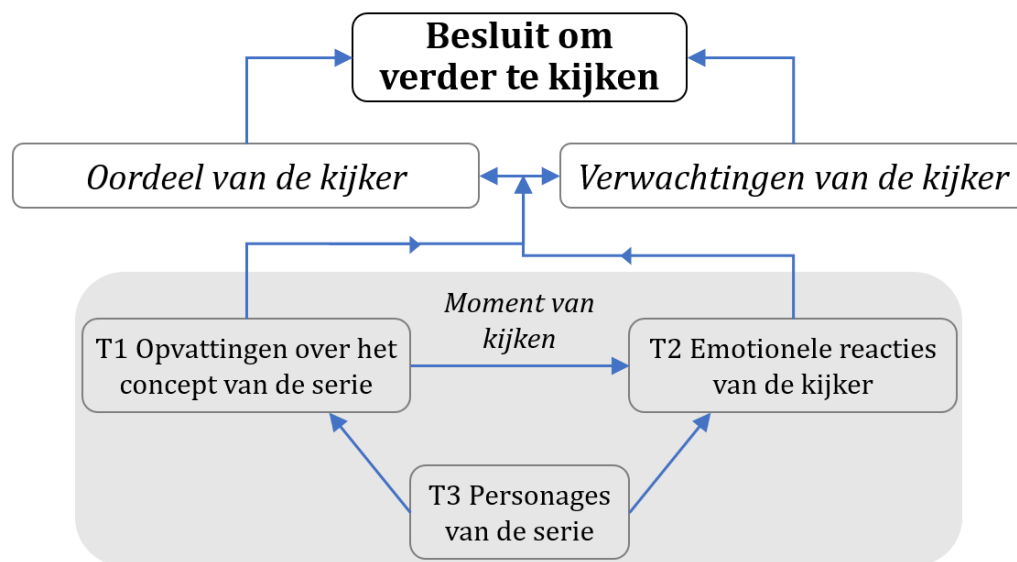 Besluit om
verder te kijken
Oordeel van de kijker
Verwachtingen van de kijker
Moment van
kijken
T1 Opvattingen over het
concept van de serie
T2 Emotionele reacties
van de kijker
T3 Personages
van de serie